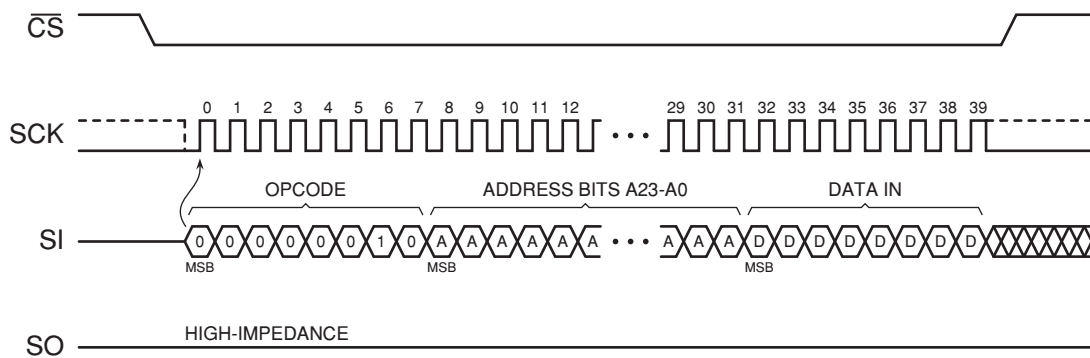 CS
0 1 2 3 4 5 6 7 8 9 10 11 12 29 30 31 32 33 34 35 36 37 38 39
SCK
OPCODE ADDRESS BITS A23-A0 DATA IN
SI 0 0 0 0 0 0 1 0 A A A A A A A A A D D D D D D D D
MSB MSB MSB
HIGH-IMPEDANCE
SO